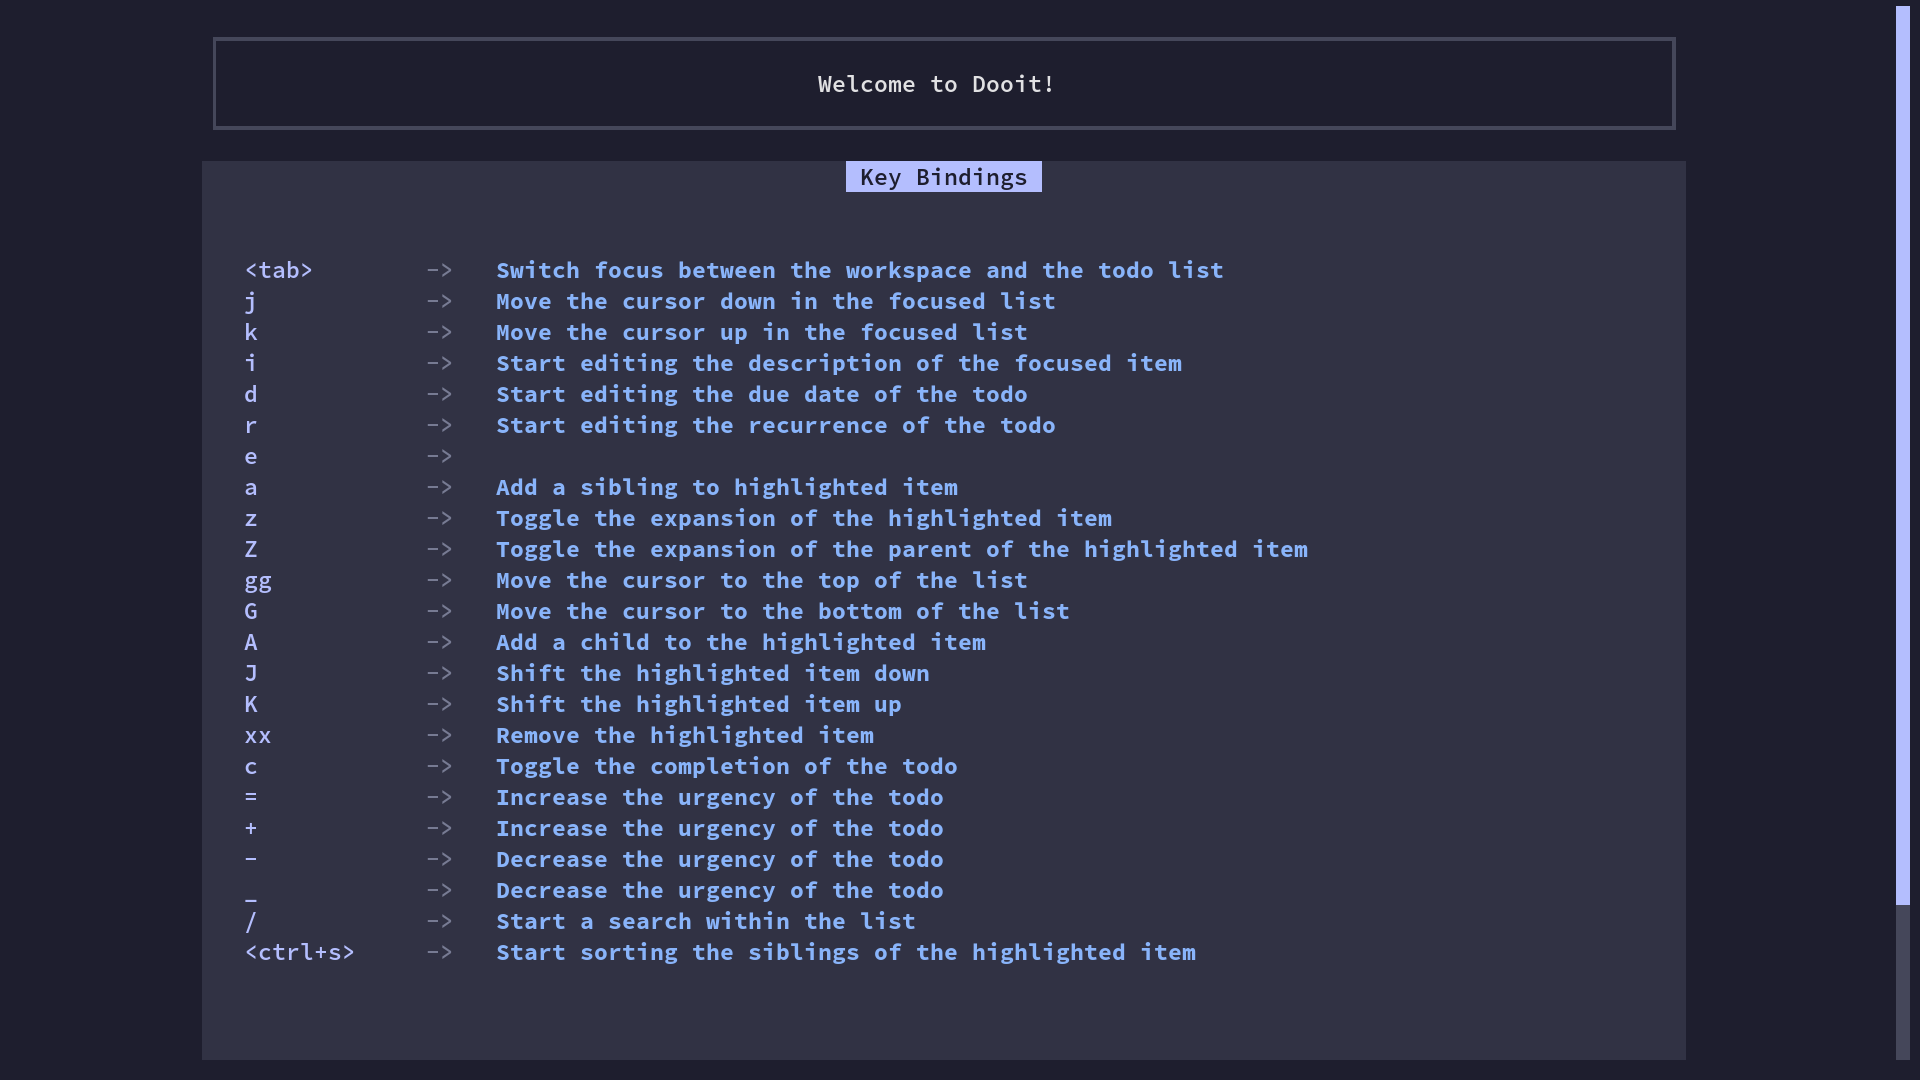 Welcome to Dooit!
Key Bindings
<tab> -> Switch focus between the workspace and the todo list
j -> Move the cursor down in the focused list
k -> Move the cursor up in the focused list
i -> Start editing the description of the focused item
d -> Start editing the due date of the todo
r -> Start editing the recurrence of the todo
e ->
a -> Add a sibling to highlighted item
z -> Toggle the expansion of the highlighted item
Z -> Toggle the expansion of the parent of the highlighted item
gg -> Move the cursor to the top of the list
G -> Move the cursor to the bottom of the list
A -> Add a child to the highlighted item
J -> Shift the highlighted item down
K -> Shift the highlighted item up
xx -> Remove the highlighted item
c -> Toggle the completion of the todo
= -> Increase the urgency of the todo
+ -> Increase the urgency of the todo
- -> Decrease the urgency of the todo
_ -> Decrease the urgency of the todo
/ -> Start a search within the list
<ctrl+s> -> Start sorting the siblings of the highlighted item